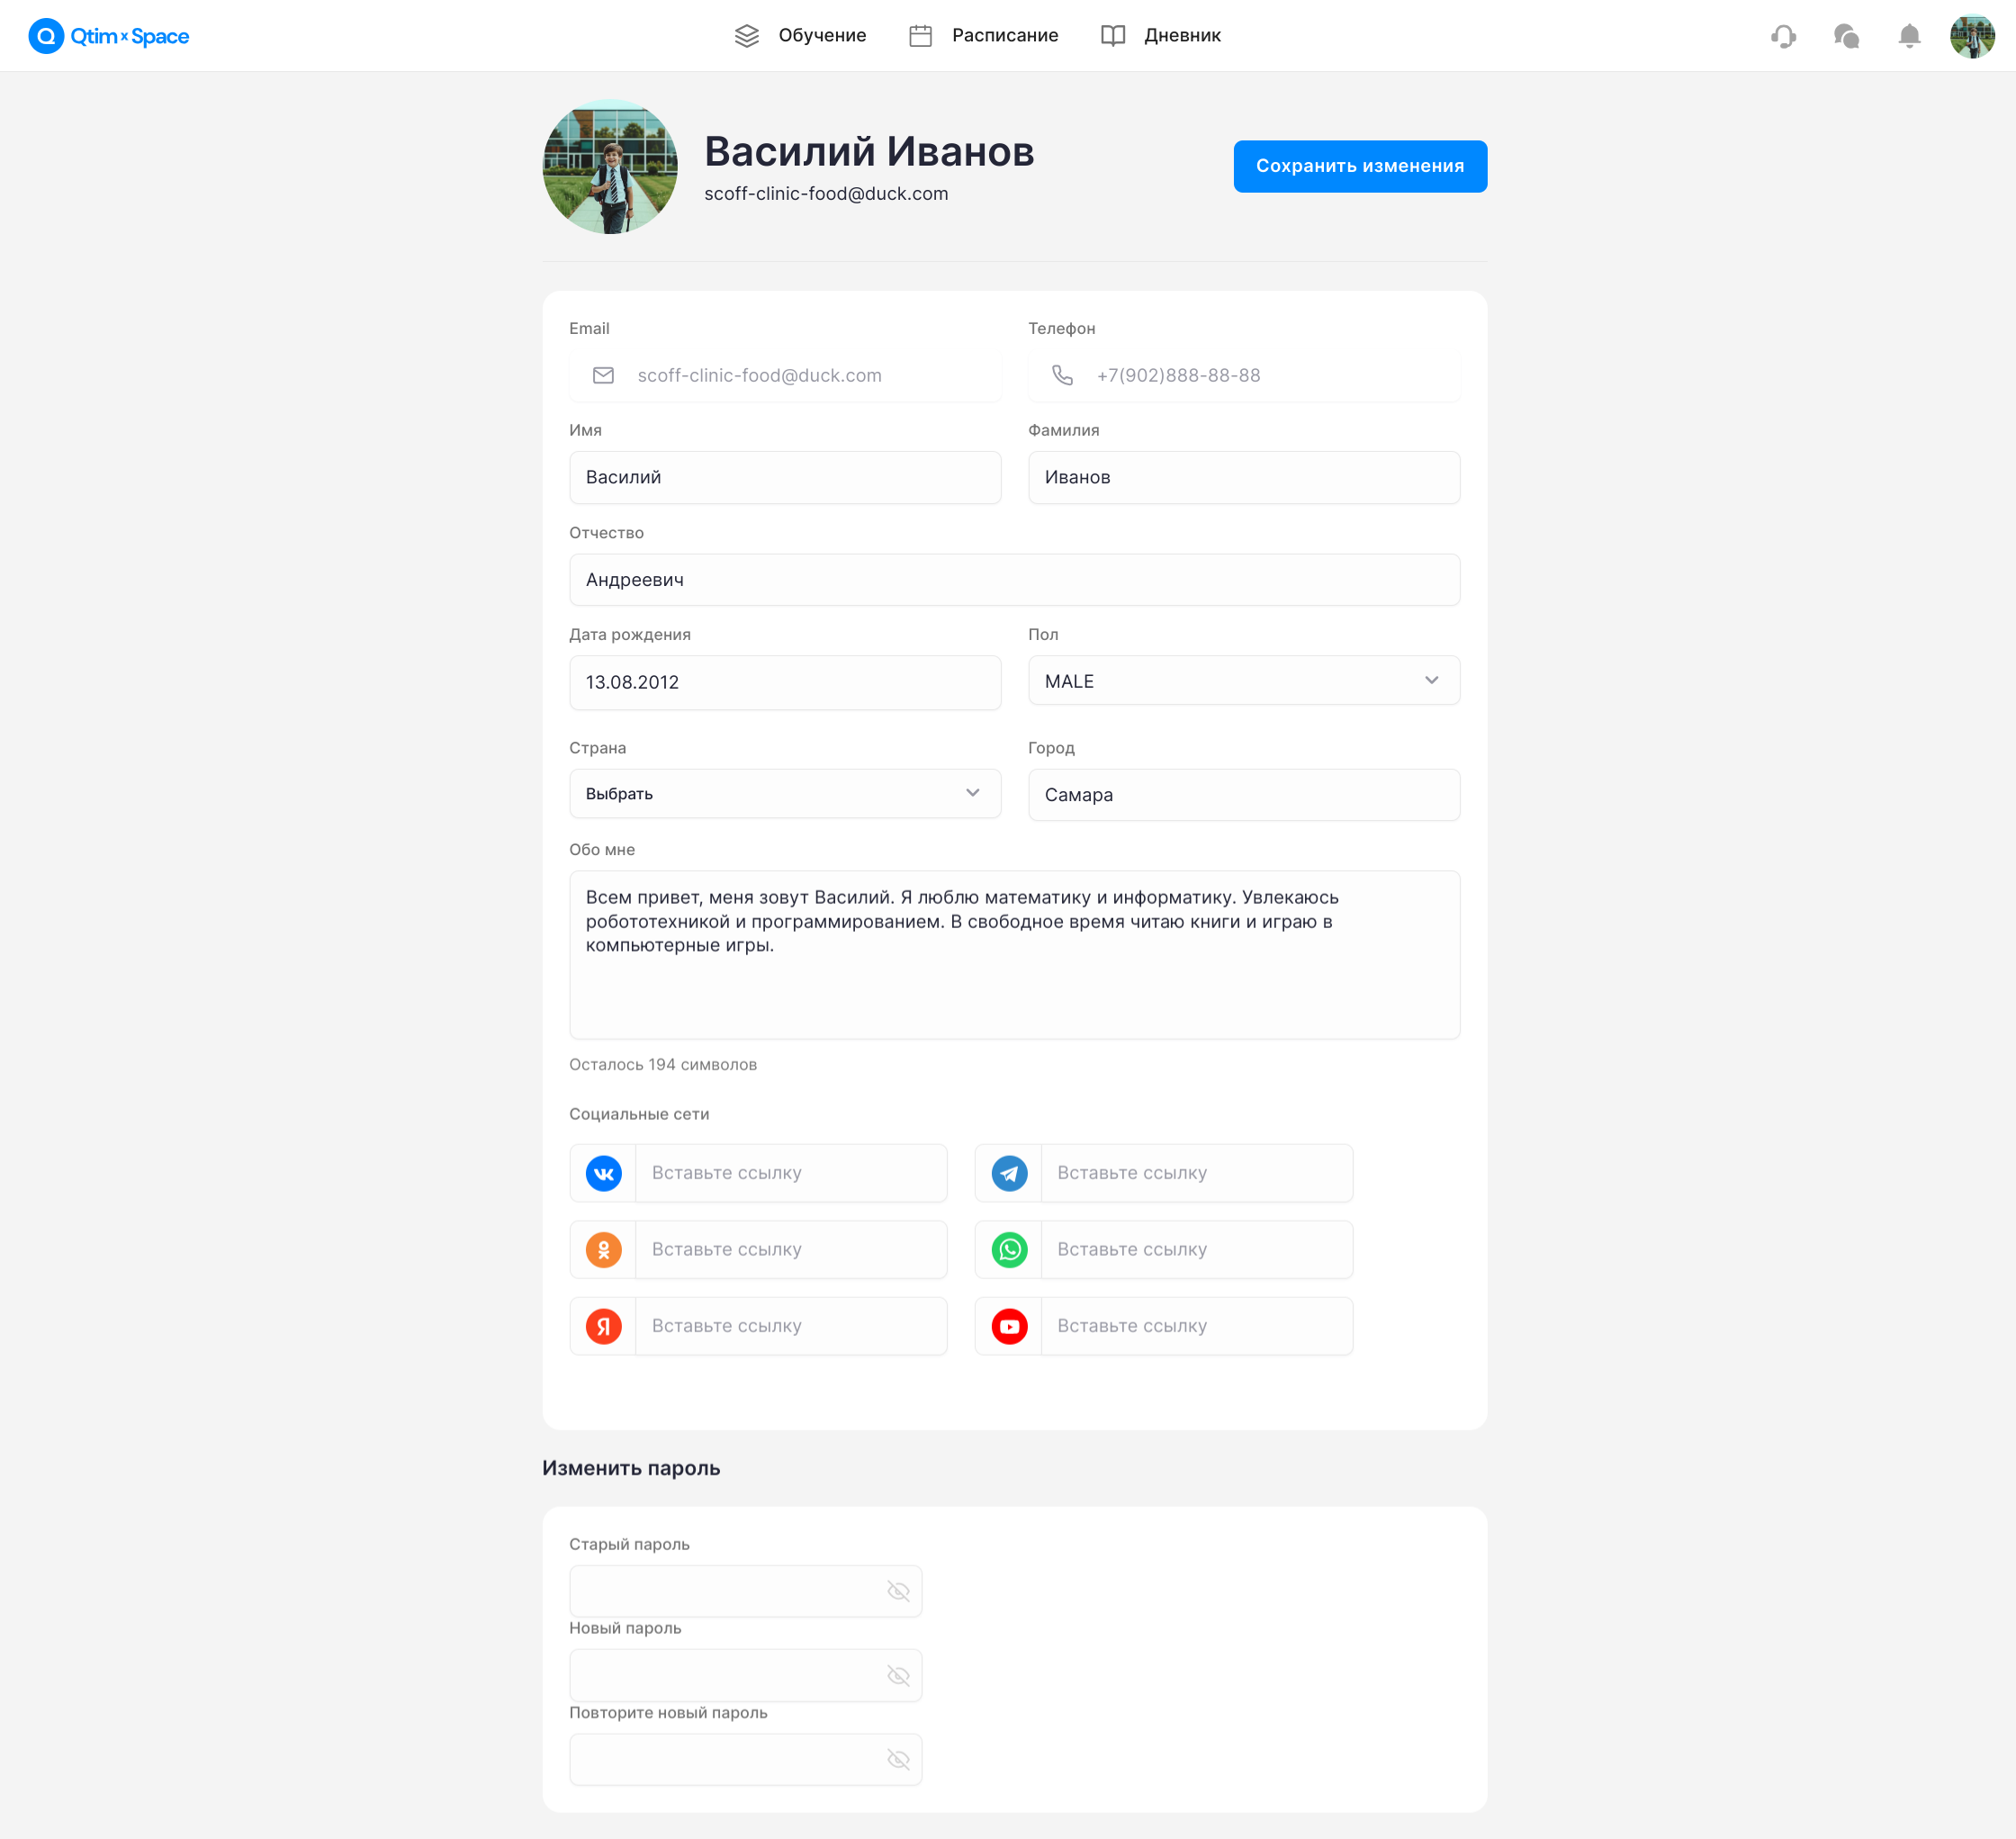 Qtim × Space
Обучение
Расписание
Дневник
Василий Иванов
scoff-clinic-food@duck.com
Сохранить изменения
Email
Телефон
scoff-clinic-food@duck.com
+7(902)888-88-88
Имя
Фамилия
Василий
Иванов
Отчество
Андреевич
Дата рождения
Пол
13.08.2012
MALE
Страна
Город
Выбрать
Самара
Обо мне
Всем привет, меня зовут Василий. Я люблю математику и информатику. Увлекаюсь
робототехникой и программированием. В свободное время читаю книги и играю в
компьютерные игры.
Осталось 194 символов
Социальные сети
Вставьте ссылку
Вставьте ссылку
Вставьте ссылку
Вставьте ссылку
Я
Вставьте ссылку
Вставьте ссылку
Изменить пароль
Старый пароль
Новый пароль
Повторите новый пароль